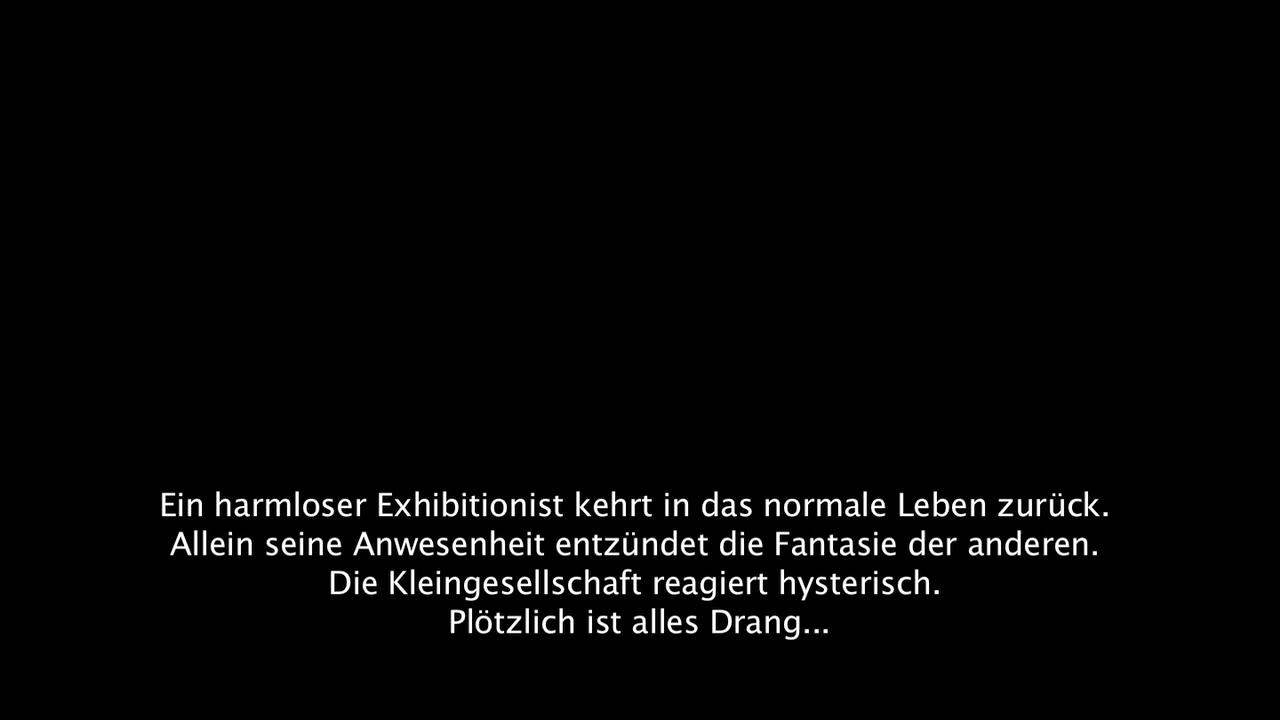 Ein harmloser Exhibitionist kehrt in das normale Leben zurück.
Allein seine Anwesenheit entzündet die Fantasie der anderen.
Die Kleingesellschaft reagiert hysterisch.
Plötzlich ist alles Drang...